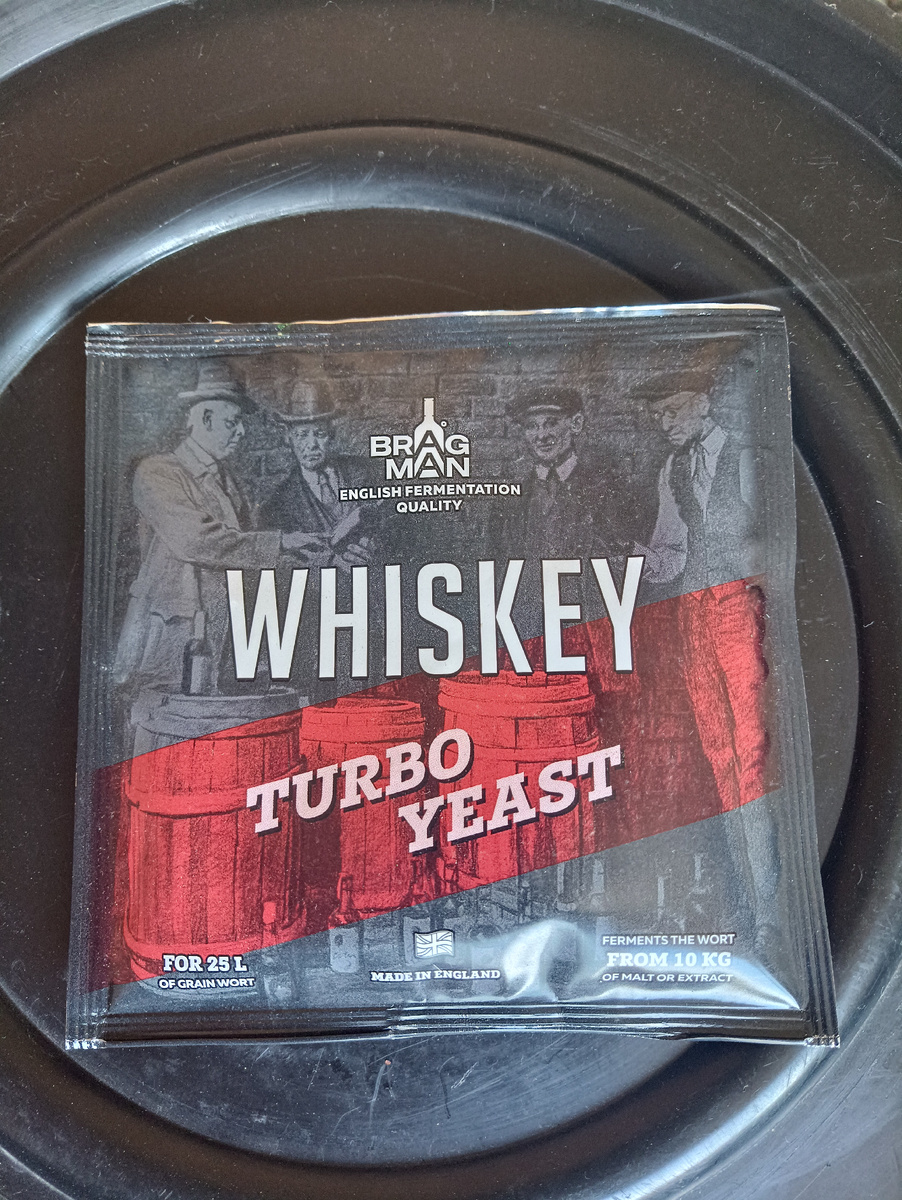 BRAG
MAN
ENGLISH FERMENTATION
QUALITY
WHISKEY
TURBO
YEAST
FOR 25 L
OF GRAIN WORT
MADE IN ENGLAND
FERMENTS THE WORT
FROM 10 KG
OF MALT OR EXTRACT